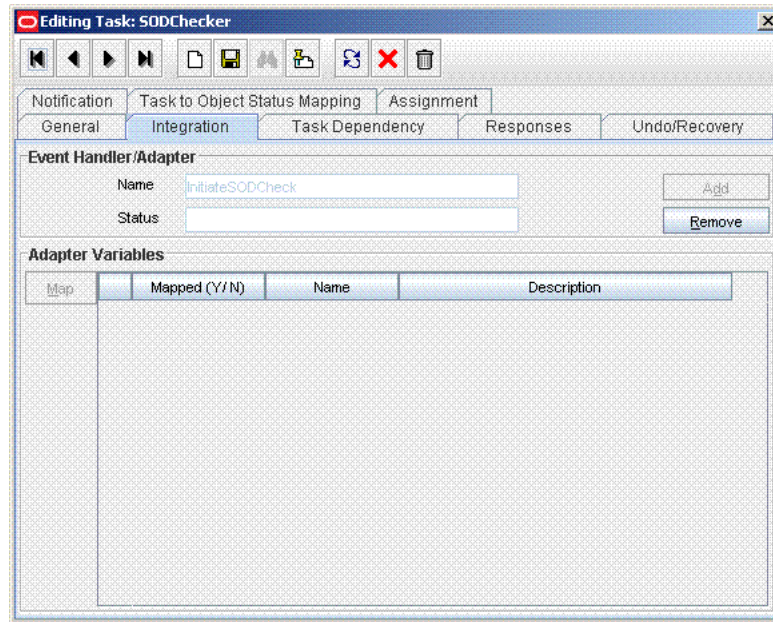 Editing Task: SODChecker
Notification Task to Object Status Mapping Assignment
General Integration Task Dependency Responses Undo/Recovery
Event Handler/Adapter
Name InitiateSODCheck Add
Status Remove
Adapter Variables
Map Mapped (Y/N) Name Description